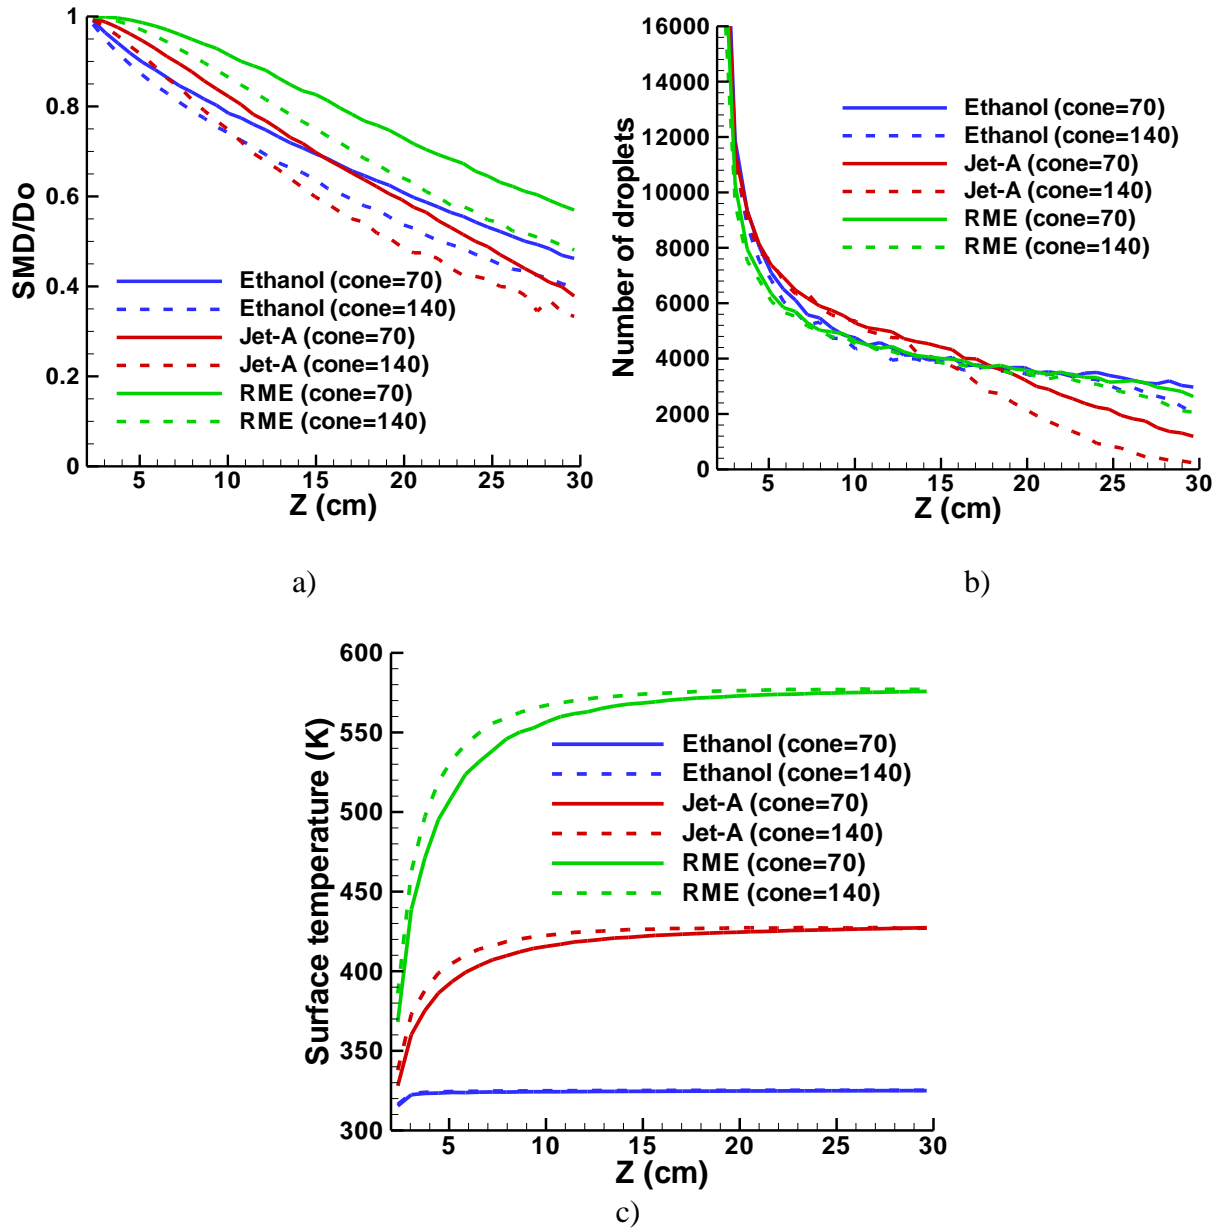 1
0.8
0.6
0.4
0.2
0
SMD/Do
Ethanol (cone=70)
Ethanol (cone=140)
Jet-A (cone=70)
Jet-A (cone=140)
RME (cone=70)
RME (cone=140)
5 10 15 20 25 30
Z (cm)
a)
16000
14000
12000
10000
8000
6000
4000
2000
0
Number of droplets
Ethanol (cone=70)
Ethanol (cone=140)
Jet-A (cone=70)
Jet-A (cone=140)
RME (cone=70)
RME (cone=140)
5 10 15 20 25 30
Z (cm)
b)
600
550
500
450
400
350
300
Surface temperature (K)
Ethanol (cone=70)
Ethanol (cone=140)
Jet-A (cone=70)
Jet-A (cone=140)
RME (cone=70)
RME (cone=140)
5 10 15 20 25 30
Z (cm)
c)